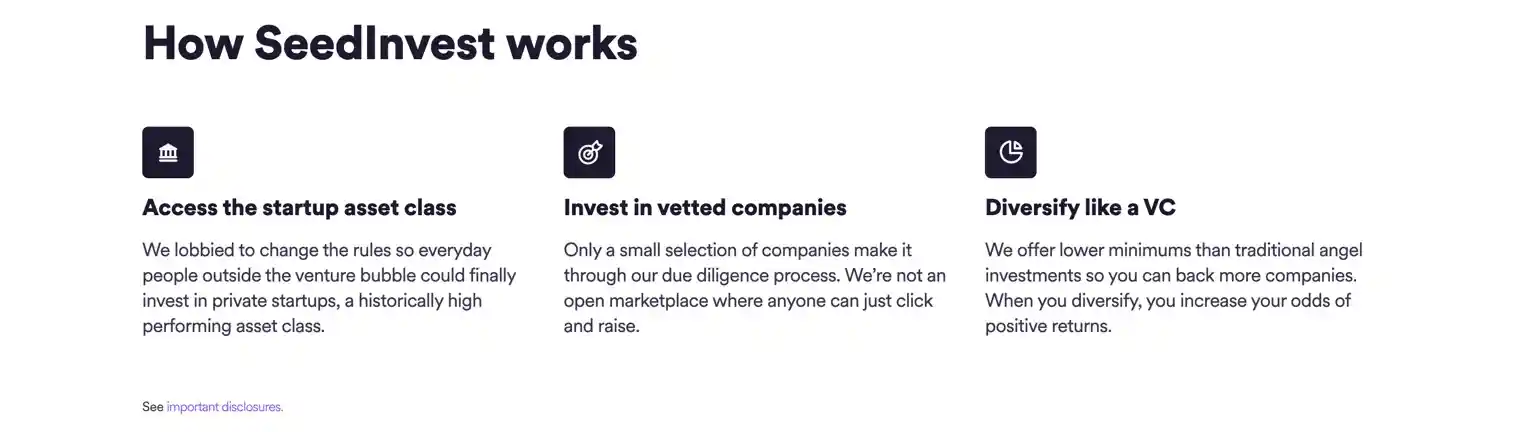 How SeedInvest works
Access the startup asset class
We lobbied to change the rules so everyday
people outside the venture bubble could finally
invest in private startups, a historically high
performing asset class.
Invest in vetted companies
Only a small selection of companies make it
through our due diligence process. We’re not an
open marketplace where anyone can just click
and raise.
Diversify like a VC
We offer lower minimums than traditional angel
investments so you can back more companies.
When you diversify, you increase your odds of
positive returns.
See important disclosures.